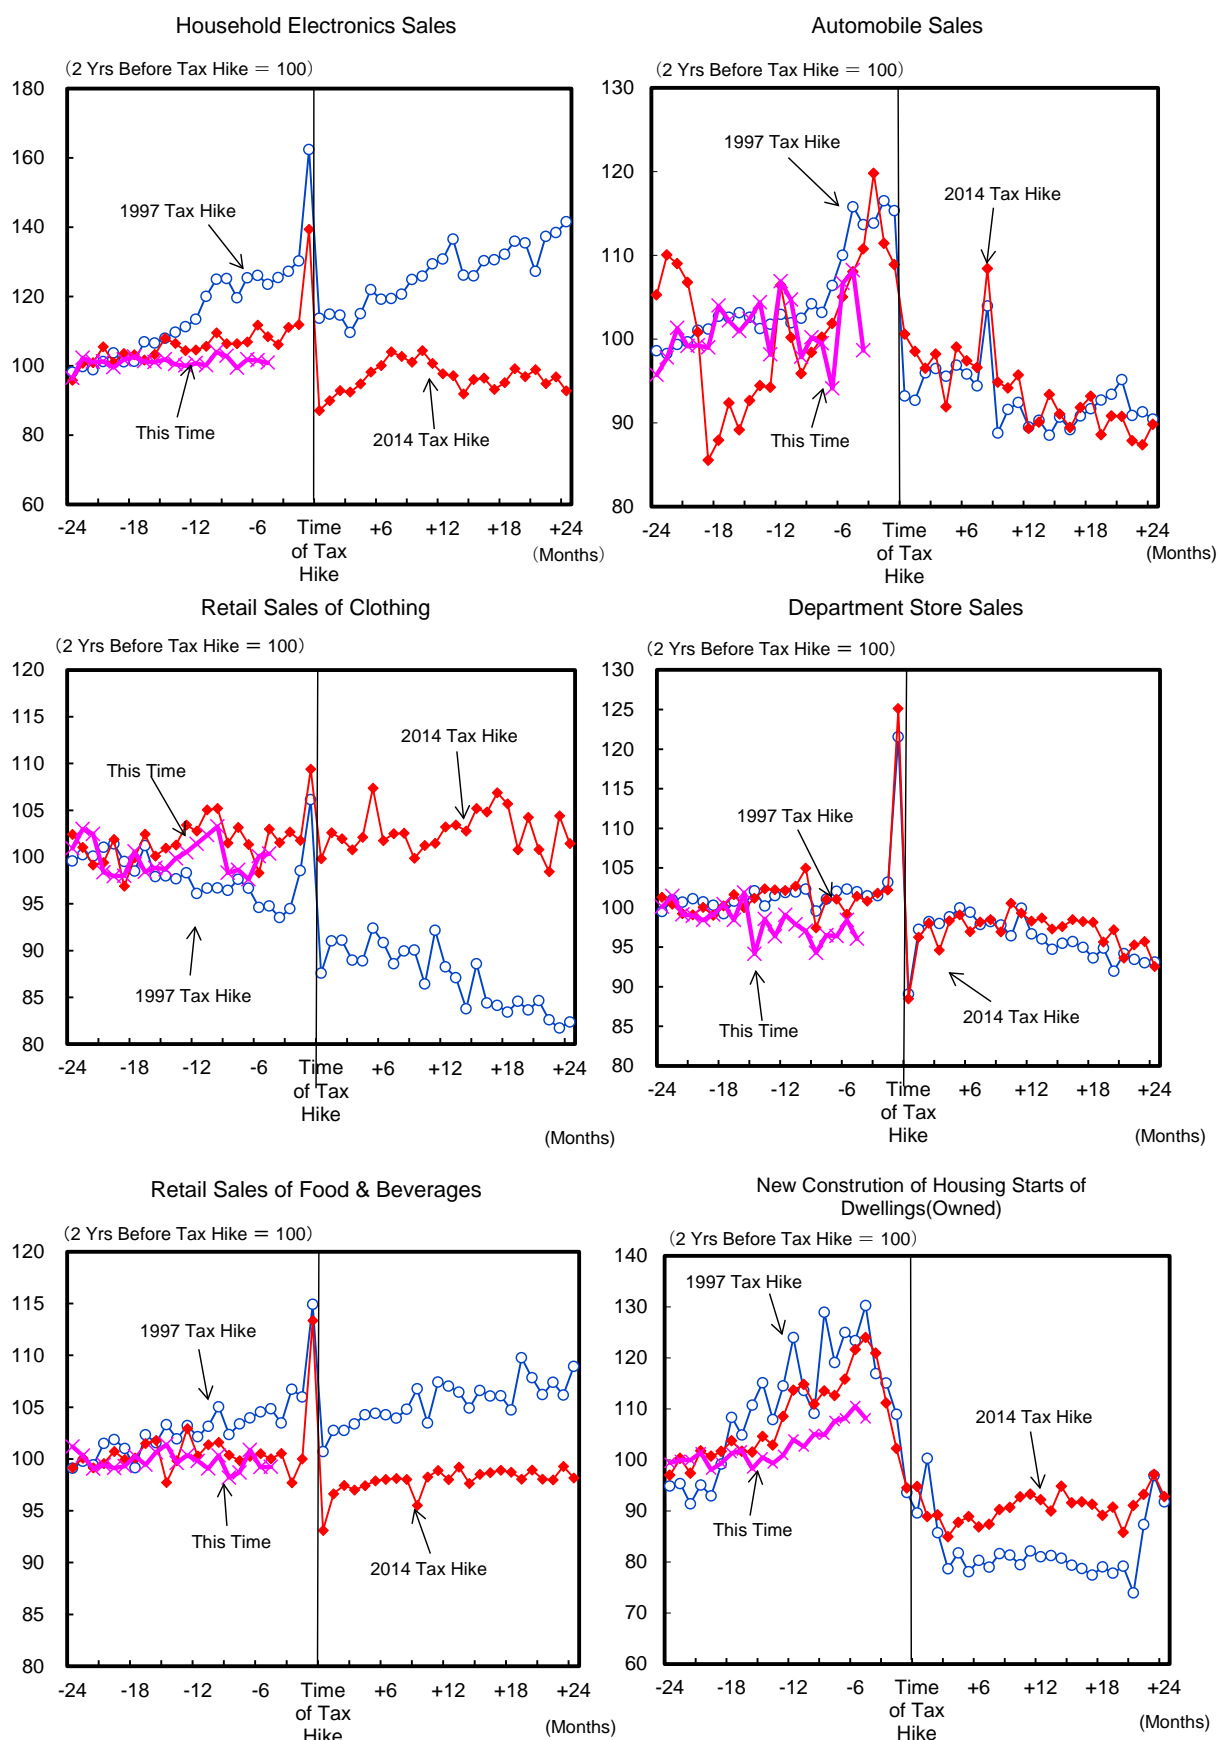 Household Electronics Sales
（2 Yrs Before Tax Hike ＝ 100）
180
160
140
120
100
80
60
1997 Tax Hike
This Time
2014 Tax Hike
-24 -18 -12 -6 Time of Tax Hike +6 +12 +18 +24
(Months）
Automobile Sales
（2 Yrs Before Tax Hike ＝ 100）
130
120
110
100
90
80
1997 Tax Hike
2014 Tax Hike
This Time
-24 -18 -12 -6 Time of Tax Hike +6 +12 +18 +24
(Months)
Retail Sales of Clothing
（2 Yrs Before Tax Hike ＝ 100）
120
115
110
105
100
95
90
85
80
2014 Tax Hike
This Time
1997 Tax Hike
-24 -18 -12 -6 Time of Tax Hike +6 +12 +18 +24
(Months)
Department Store Sales
（2 Yrs Before Tax Hike ＝ 100）
130
125
120
115
110
105
100
95
90
85
80
1997 Tax Hike
This Time
2014 Tax Hike
-24 -18 -12 -6 Time of Tax Hike +6 +12 +18 +24
(Months)
Retail Sales of Food & Beverages
（2 Yrs Before Tax Hike ＝ 100）
120
115
110
105
100
95
90
85
80
1997 Tax Hike
This Time
2014 Tax Hike
-24 -18 -12 -6 Time of Tax Hike +6 +12 +18 +24
(Months)
New Constrution of Housing Starts of
Dwellings(Owned)
（2 Yrs Before Tax Hike ＝ 100）
140
130
120
110
100
90
80
70
60
1997 Tax Hike
2014 Tax Hike
This Time
-24 -18 -12 -6 Time of Tax Hike +6 +12 +18 +24
(Months)